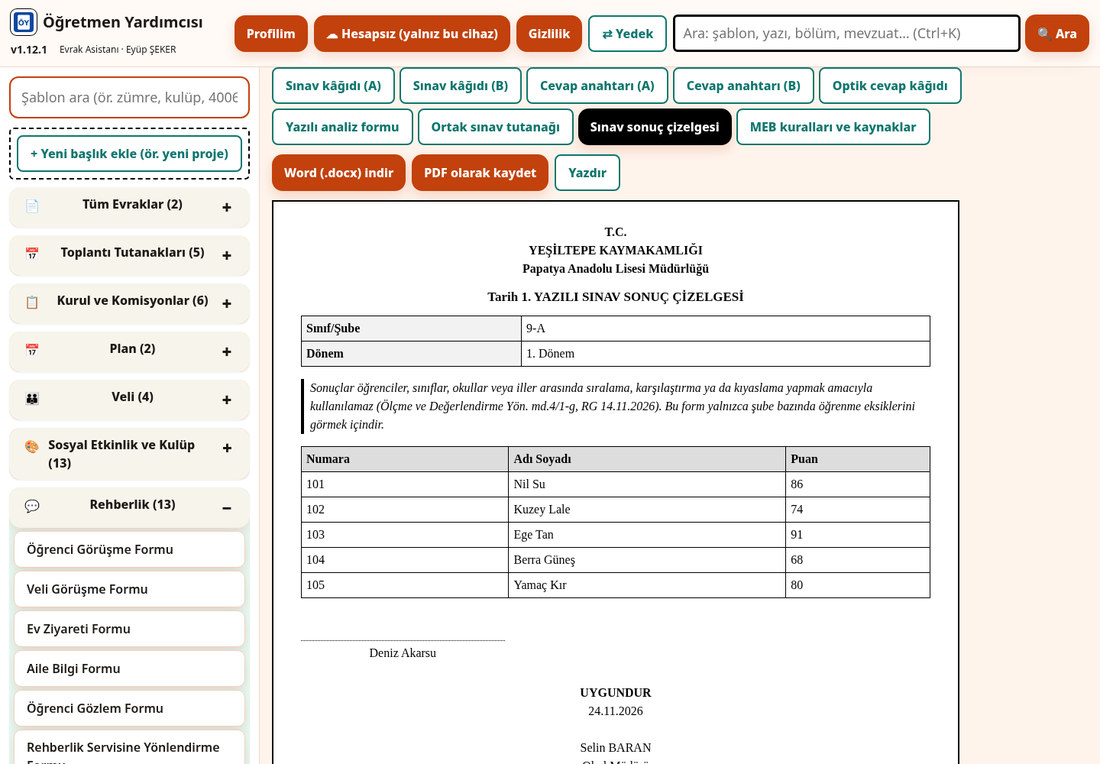 Öğretmen Yardımcısı
v1.12.1 Evrak Asistanı · Eyüp ŞEKER
Profilim
☁ Hesapsız (yalnız bu cihaz)
Gizlilik
⇄ Yedek
Ara: şablon, yazı, bölüm, mevzuat... (Ctrl+K)
🔍 Ara
Şablon ara (ör. zümre, kulüp, 4006
+ Yeni başlık ekle (ör. yeni proje)
Tüm Evraklar (2) +
Toplantı Tutanakları (5) +
Kurul ve Komisyonlar (6) +
Plan (2) +
Veli (4) +
Sosyal Etkinlik ve Kulüp +
(13)
Rehberlik (13) –
Öğrenci Görüşme Formu
Veli Görüşme Formu
Ev Ziyareti Formu
Aile Bilgi Formu
Öğrenci Gözlem Formu
Rehberlik Servisine Yönlendirme
Sınav kâğıdı (A)
Sınav kâğıdı (B)
Cevap anahtarı (A)
Cevap anahtarı (B)
Optik cevap kâğıdı
Yazılı analiz formu
Ortak sınav tutanağı
Sınav sonuç çizelgesi
MEB kuralları ve kaynaklar
Word (.docx) indir
PDF olarak kaydet
Yazdır
T.C.
YEŞİLTEPE KAYMAKAMLIĞI
Papatya Anadolu Lisesi Müdürlüğü
Tarih 1. YAZILI SINAV SONUÇ ÇİZELGESİ
Sınıf/Şube 9-A
Dönem 1. Dönem
Sonuçlar öğrenciler, sınıflar, okullar veya iller arasında sıralama, karşılaştırma ya da kıyaslama yapmak amacıyla
kullanılamaz (Ölçme ve Değerlendirme Yön. md.4/1-g, RG 14.11.2026). Bu form yalnızca şube bazında öğrenme eksiklerini
görmek içindir.
Numara Adı Soyadı Puan
101 Nil Su 86
102 Kuzey Lale 74
103 Ege Tan 91
104 Berra Güneş 68
105 Yamaç Kır 80
Deniz Akarsu
UYGUNDUR
24.11.2026
Selin BARAN